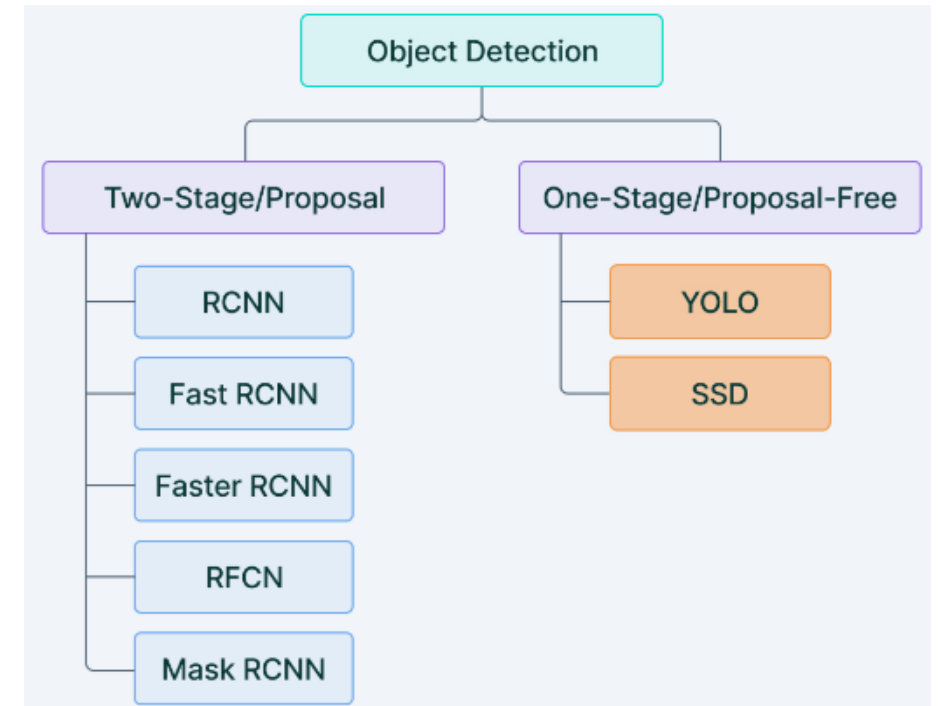 Object Detection
Two-Stage/Proposal
One-Stage/Proposal-Free
RCNN
Fast RCNN
Faster RCNN
RFCN
Mask RCNN
YOLO
SSD